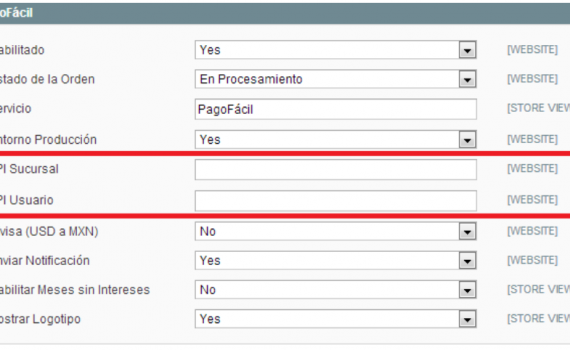 oFácil
abilitado Yes [WEBSITE]
stado de la Orden En Procesamiento [WEBSITE]
ervicio PagoFácil [STORE VIEW
ntorno Producción Yes [WEBSITE]
PI Sucursal [WEBSITE]
PI Usuario [WEBSITE]
visa (USD a MXN) No [WEBSITE]
nviar Notificación Yes [WEBSITE]
abilitar Meses sin Intereses No [STORE VIEW
ostrar Logotipo Yes [STORE VIEW